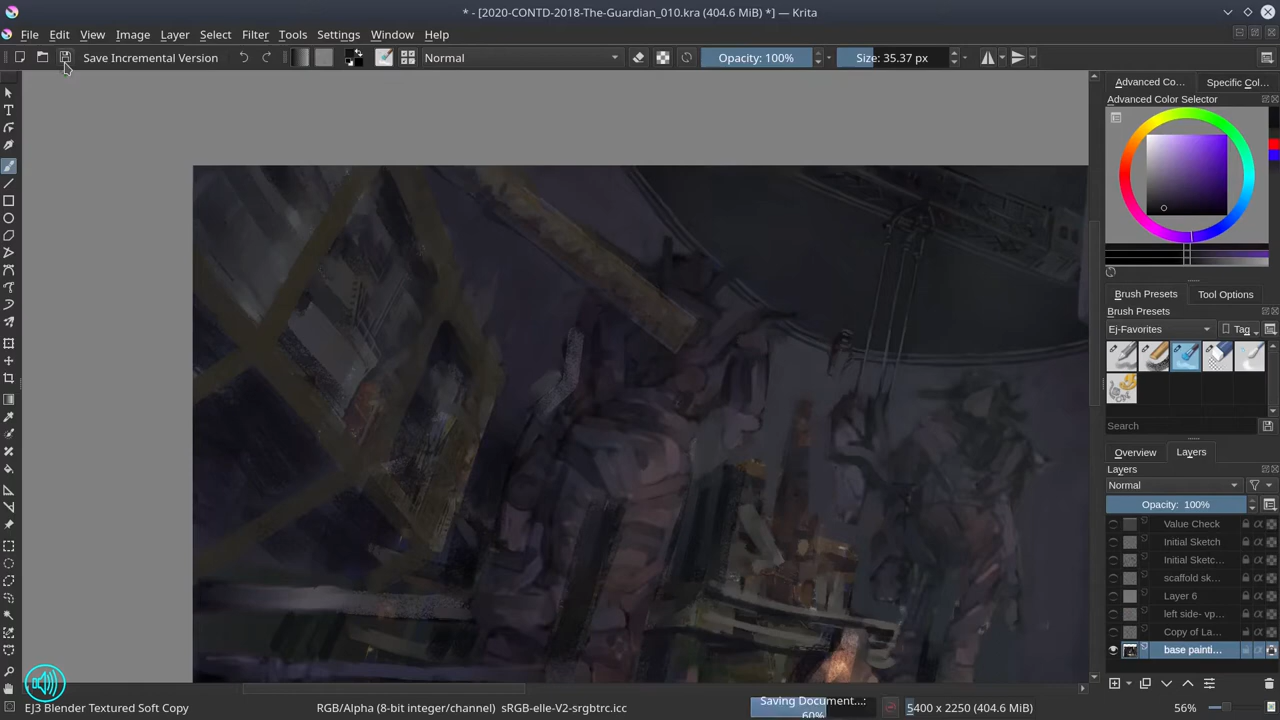 * - [2020-CONTD-2018-The-Guardian_010.kra (404.6 MiB) *] — Krita
File Edit View Image Layer Select Filter Tools Settings Window Help
Save Incremental Version Normal Opacity: 100% Size: 35.37 px
Advanced Co... Specific Col...
Advanced Color Selector
Brush Presets Tool Options
Brush Presets
Ej-Favorites Tag
Search
Overview Layers
Layers
Normal
Opacity: 100%
Value Check
Initial Sketch
Initial Sketc...
scaffold sk...
Layer 6
left side- vp...
Copy of La...
base painti...
EJ3 Blender Textured Soft Copy RGB/Alpha (8-bit integer/channel) sRGB-elle-V2-srgbtrc.icc Saving Document...: 60% 5400 x 2250 (404.6 MiB) 56%